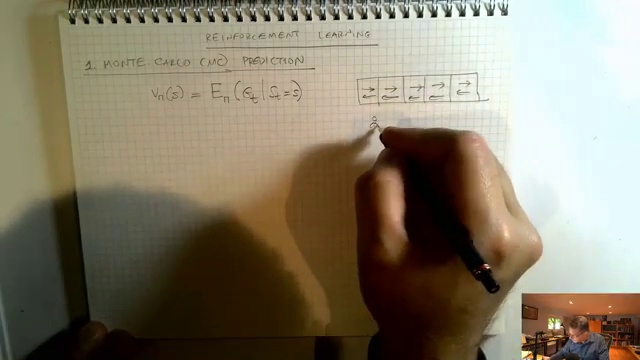 REINFORCEMENT LEARNING
1. MONTE-CARLO (MC) PREDICTION
Vπ(s) = Eπ(Gt | St = s)